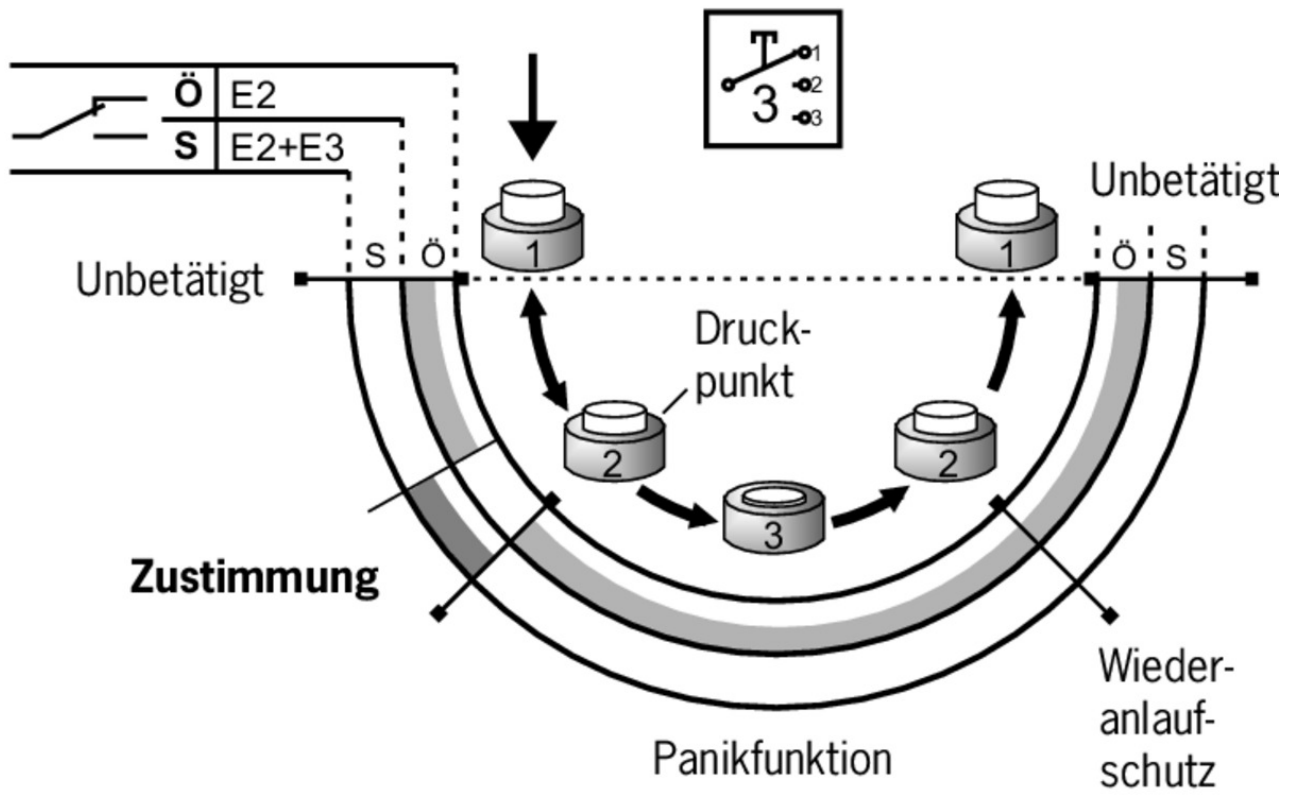 Ö E2
S E2+E3
3 1
2
3
Unbetätigt
S Ö
1
1
Ö S
Unbetätigt
Druck-
punkt
2
2
3
Zustimmung
Wieder-
anlauf-
schutz
Panikfunktion